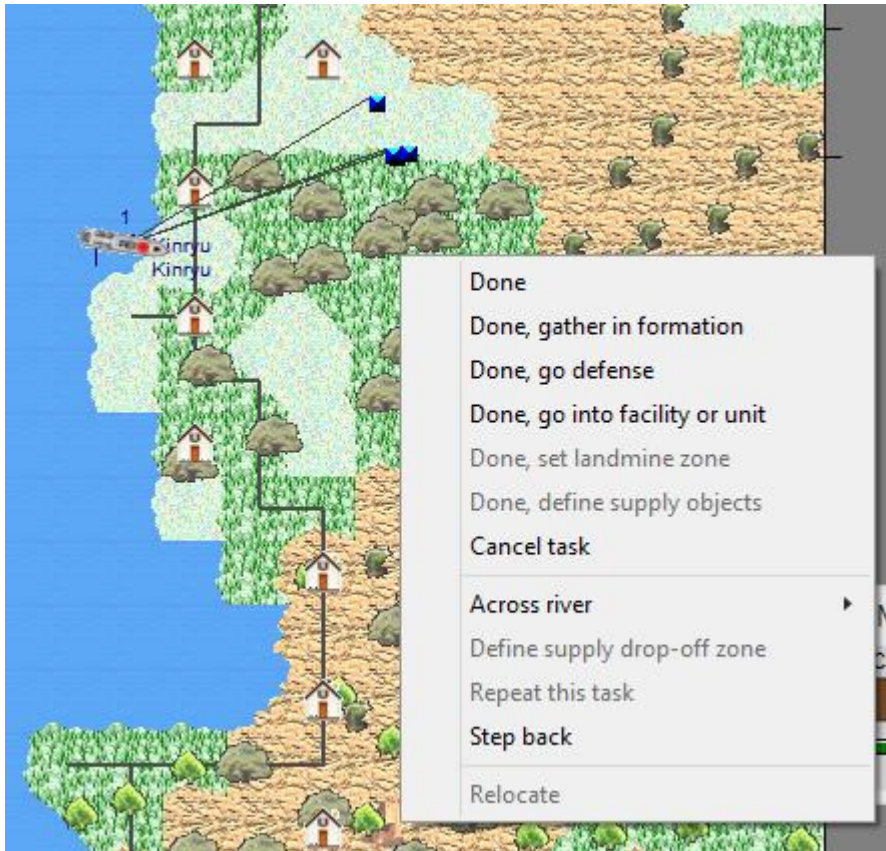 1
Kinryu
Kinryu
Done
Done, gather in formation
Done, go defense
Done, go into facility or unit
Done, set landmine zone
Done, define supply objects
Cancel task
Across river
Define supply drop-off zone
Repeat this task
Step back
Relocate